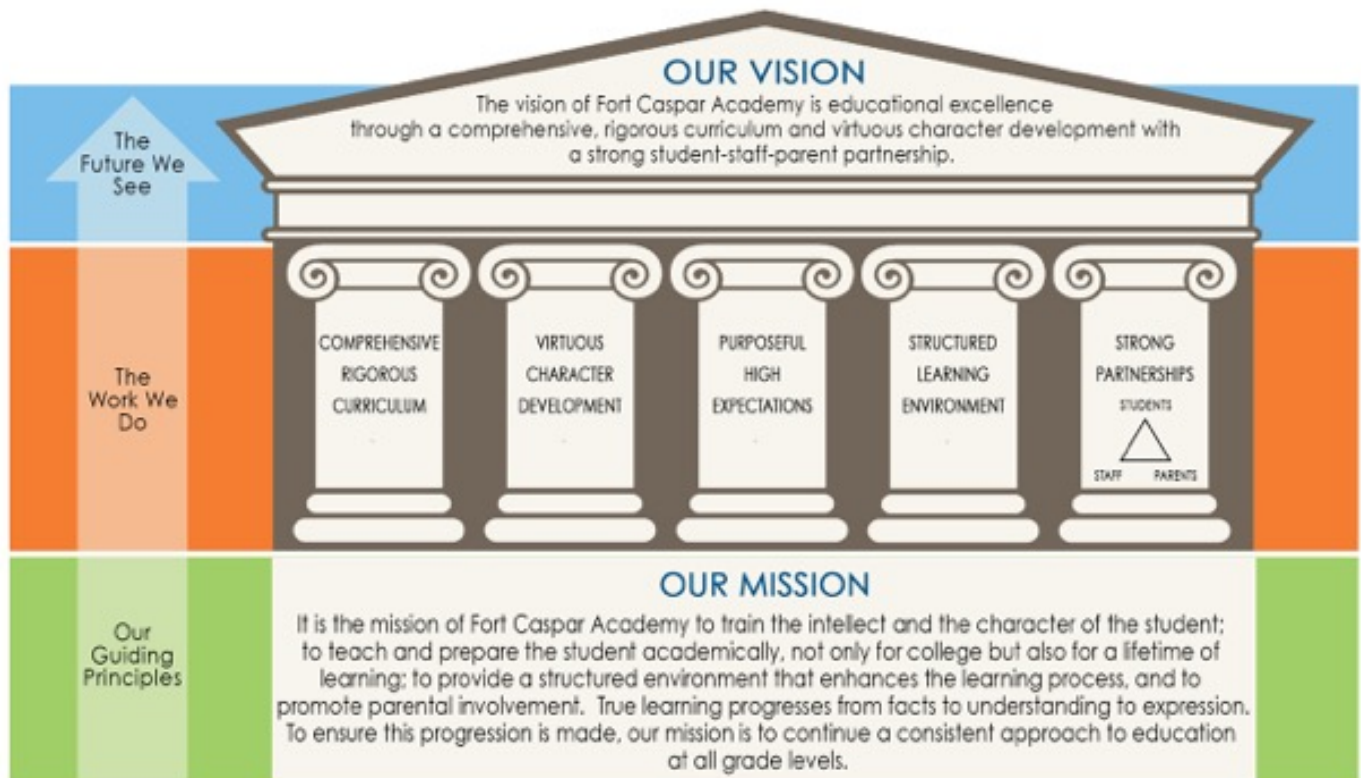 OUR VISION
The vision of Fort Caspar Academy is educational excellence
through a comprehensive, rigorous curriculum and virtuous character development with
a strong student-staff-parent partnership.
The
Future We
See
The
Work We
Do
COMPREHENSIVE
RIGOROUS
CURRICULUM
VIRTUOUS
CHARACTER
DEVELOPMENT
PURPOSEFUL
HIGH
EXPECTATIONS
STRUCTURED
LEARNING
ENVIRONMENT
STRONG
PARTNERSHIPS
STUDENTS
STAFF PARENTS
Our
Guiding
Principles
OUR MISSION
It is the mission of Fort Caspar Academy to train the intellect and the character of the student;
to teach and prepare the student academically, not only for college but also for a lifetime of
learning; to provide a structured environment that enhances the learning process, and to
promote parental involvement. True learning progresses from facts to understanding to expression.
To ensure this progression is made, our mission is to continue a consistent approach to education
at all grade levels.